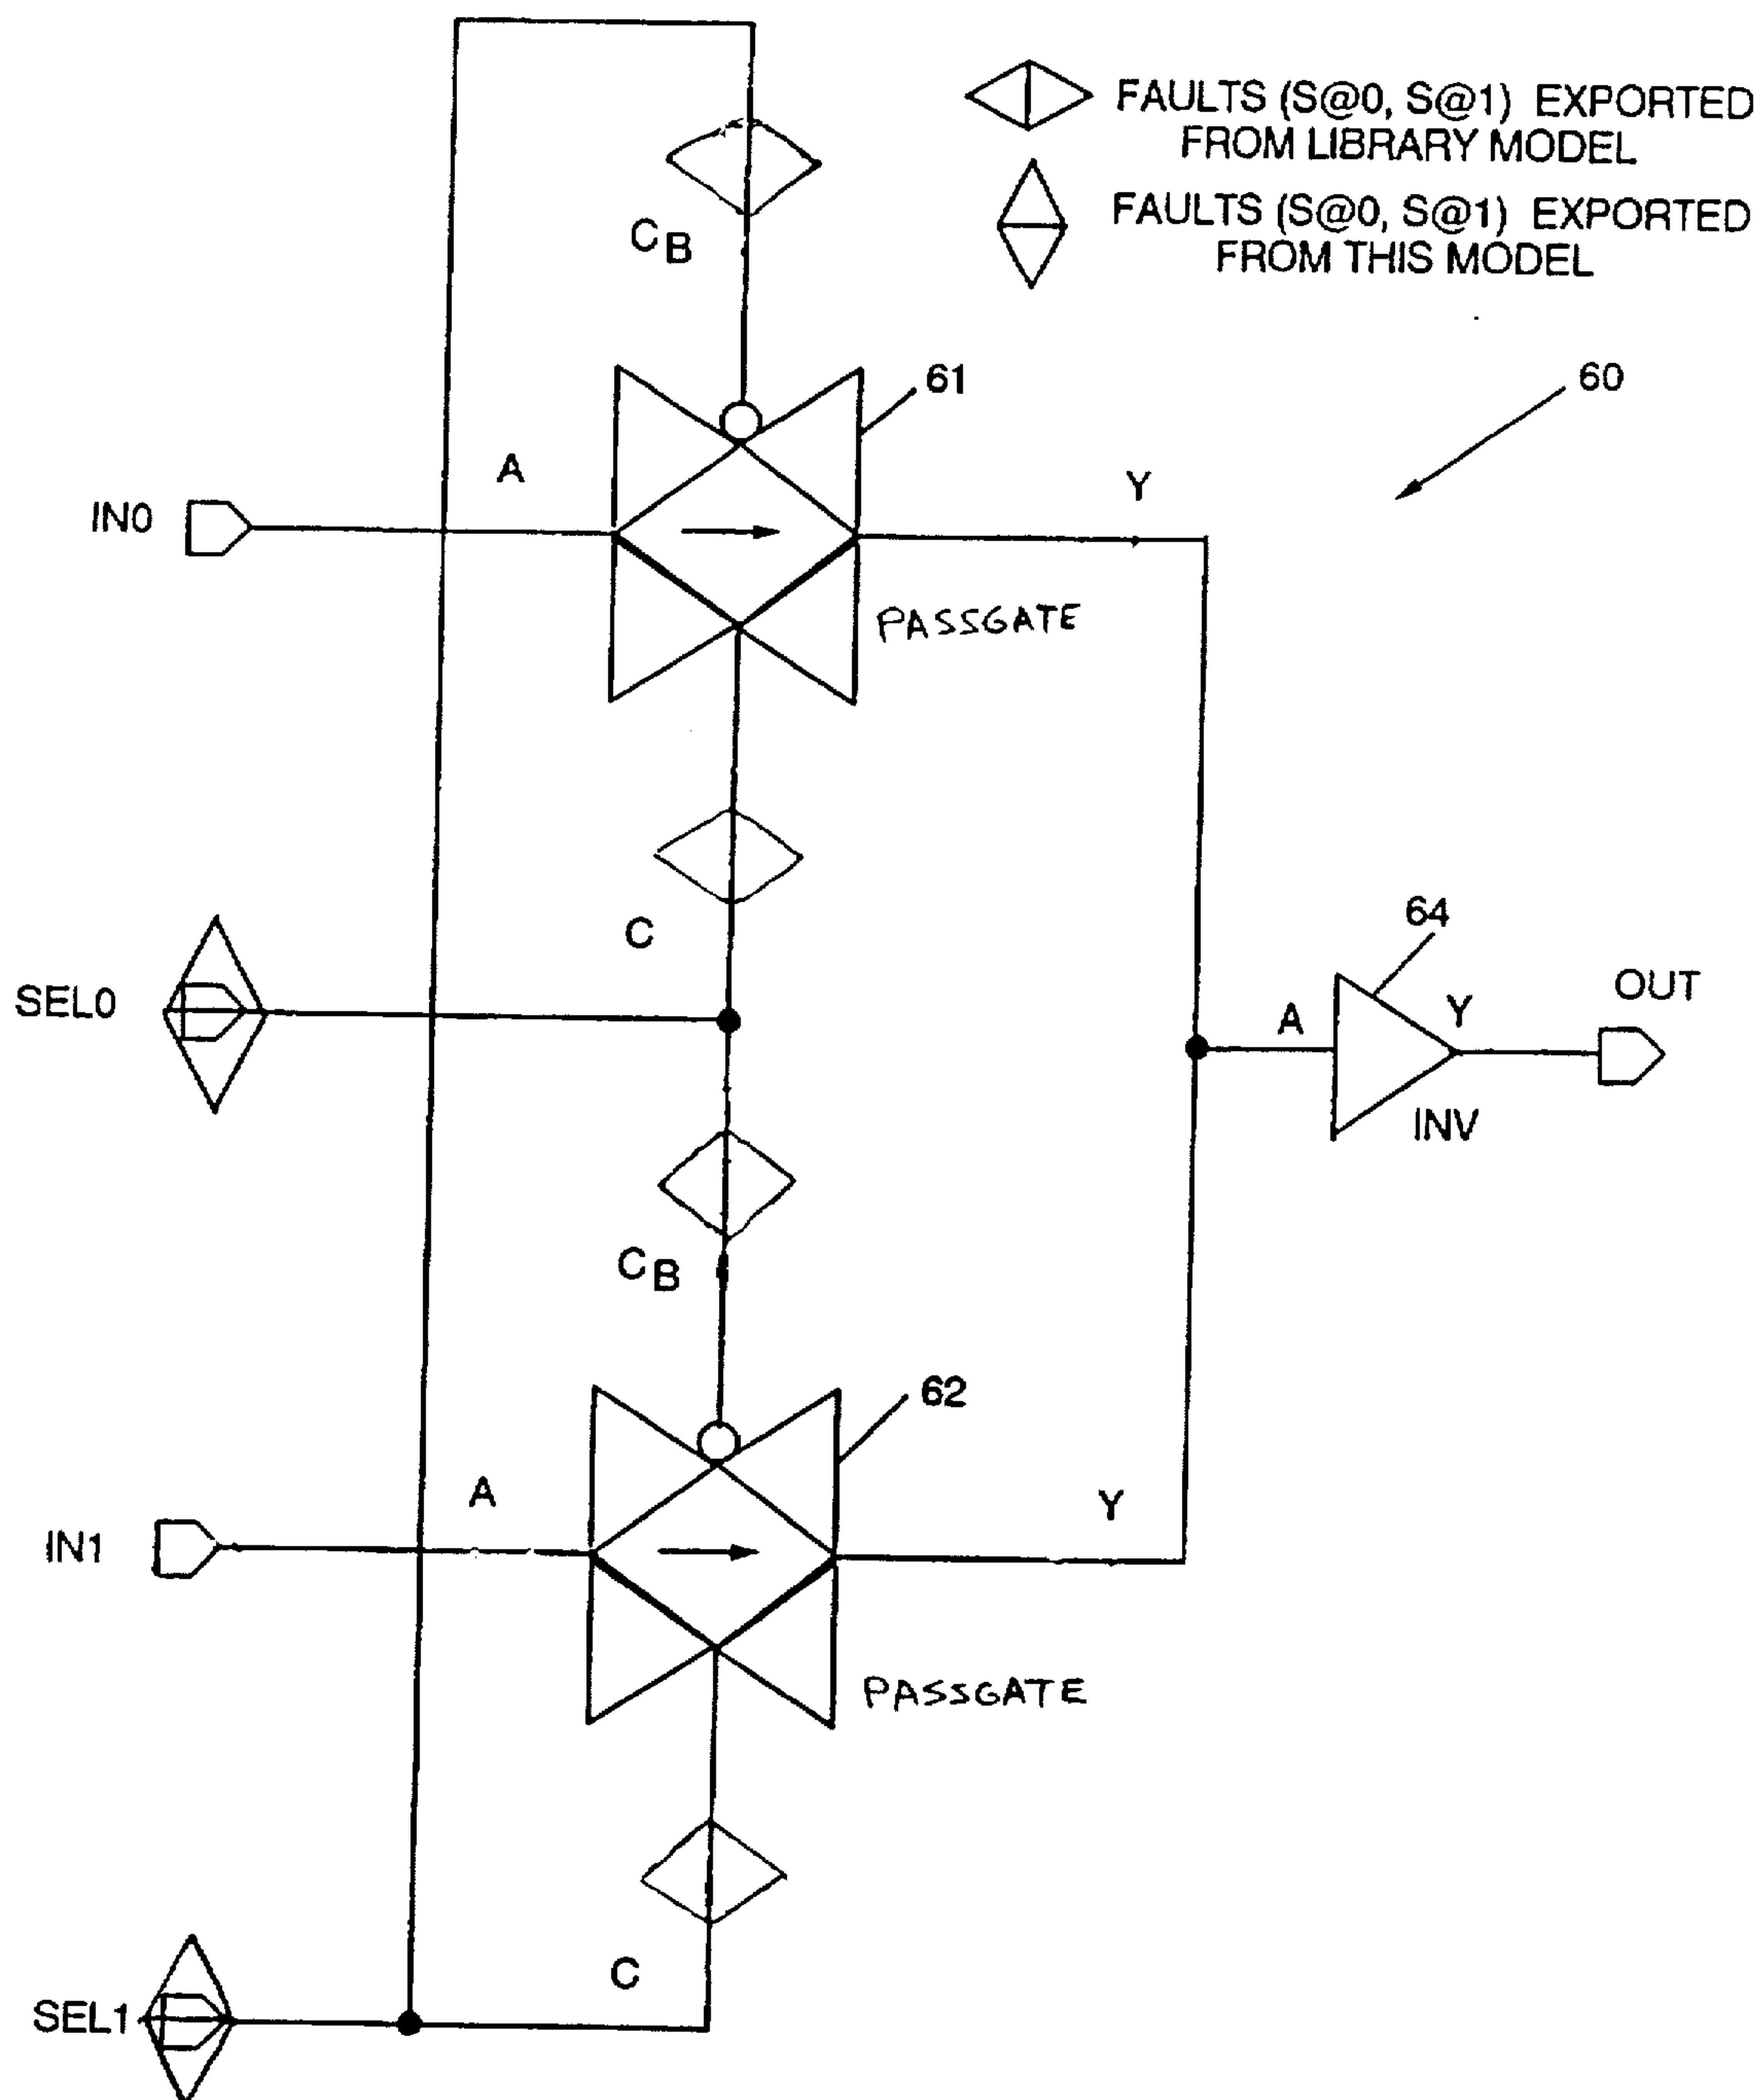 FAULTS (S@0, S@1) EXPORTED
FROM LIBRARY MODEL
FAULTS (S@0, S@1) EXPORTED
FROM THIS MODEL
CB
61
60
A
Y
IN0
PASSGATE
C
64
SEL0
OUT
A
Y
INV
CB
62
A
Y
IN1
PASSGATE
C
SEL1